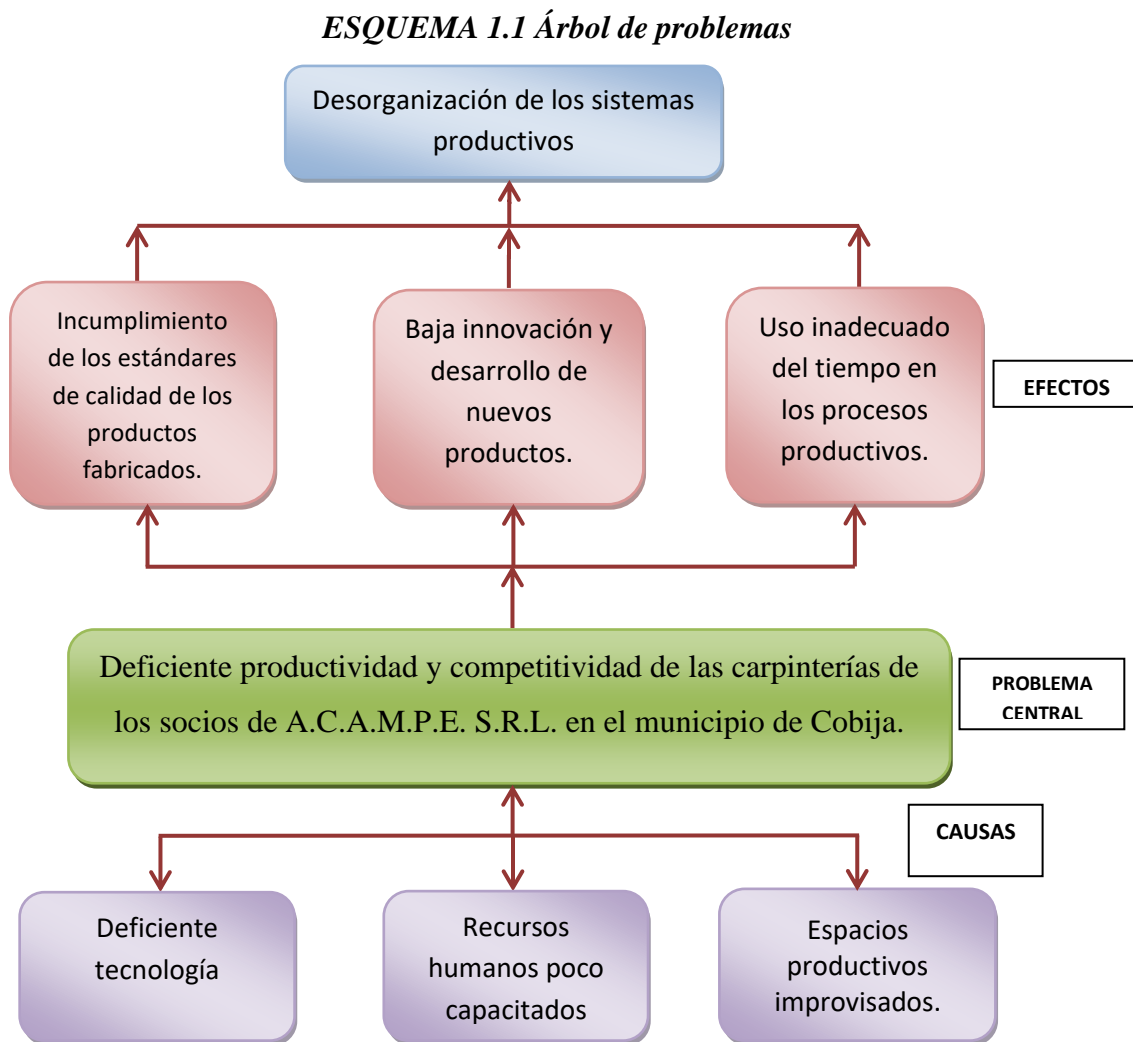 ESQUEMA 1.1 Árbol de problemas
Desorganización de los sistemas
productivos
Incumplimiento
de los estándares
de calidad de los
productos
fabricados.
Baja innovación y
desarrollo de
nuevos
productos.
Uso inadecuado
del tiempo en
los procesos
productivos.
EFECTOS
Deficiente productividad y competitividad de las carpinterías de
los socios de A.C.A.M.P.E. S.R.L. en el municipio de Cobija.
PROBLEMA
CENTRAL
CAUSAS
Deficiente
tecnología
Recursos
humanos poco
capacitados
Espacios
productivos
improvisados.